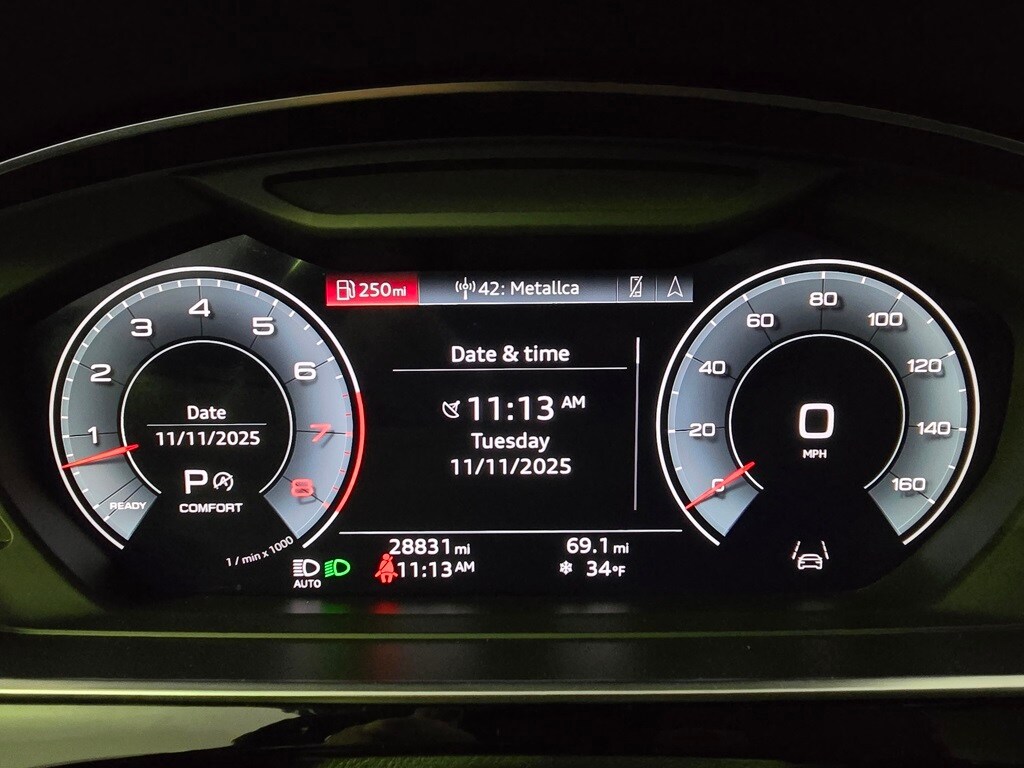 250mi
42: Metallca
4
3
5
2
6
1
7
8
READY
Date
11/11/2025
P
COMFORT
1 / min x 1000
Date & time
11:13 AM
Tuesday
11/11/2025
28831 mi
69.1 mi
11:13 AM
34°F
AUTO
80
60
100
40
120
20
140
0
160
0
MPH